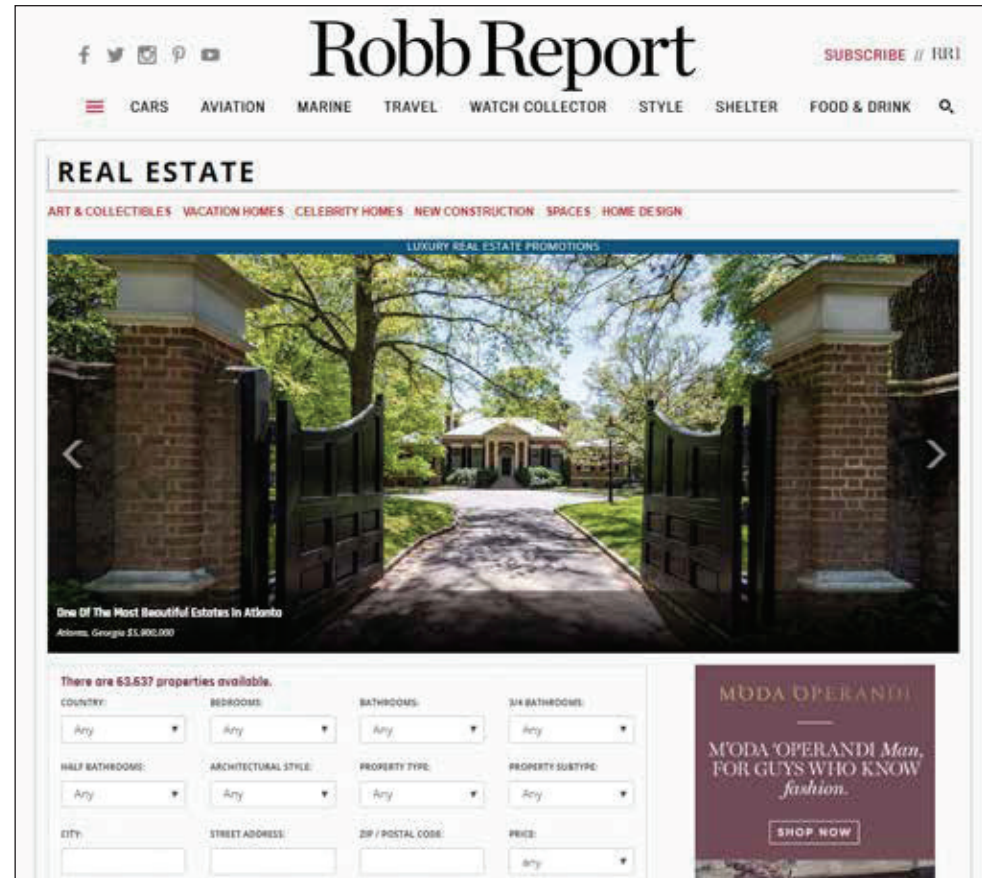 Robb Report
SUBSCRIBE // RR1
CARS AVIATION MARINE TRAVEL WATCH COLLECTOR STYLE SHELTER FOOD & DRINK
REAL ESTATE
ART & COLLECTIBLES VACATION HOMES CELEBRITY HOMES NEW CONSTRUCTION SPACES HOME DESIGN
LUXURY REAL ESTATE PROMOTIONS
One Of The Most Beautiful Estates In Atlanta
Atlanta, Georgia $5,900,000
There are 63,637 properties available.
COUNTRY: BEDROOMS: BATHROOMS: 3/4 BATHROOMS:
Any Any Any Any
HALF BATHROOMS: ARCHITECTURAL STYLE: PROPERTY TYPE: PROPERTY SUBTYPE:
Any Any Any Any
CITY: STREET ADDRESS: ZIP / POSTAL CODE: PRICE:
Any
MODA OPERANDI
M'ODA 'OPERANDI Man,
FOR GUYS WHO KNOW
fashion.
SHOP NOW